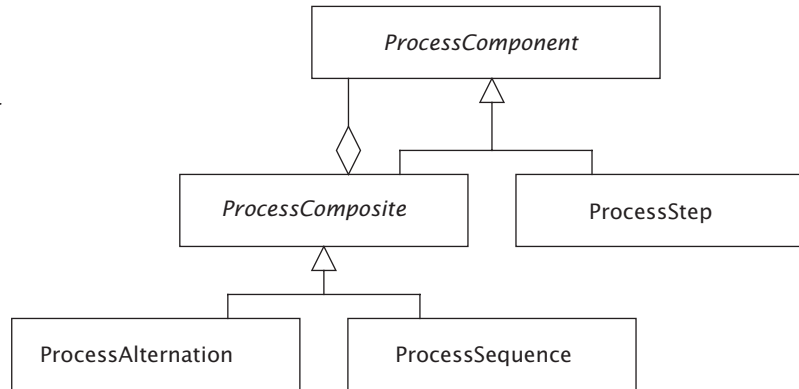 ProcessComponent
ProcessComposite
ProcessStep
ProcessAlternation
ProcessSequence